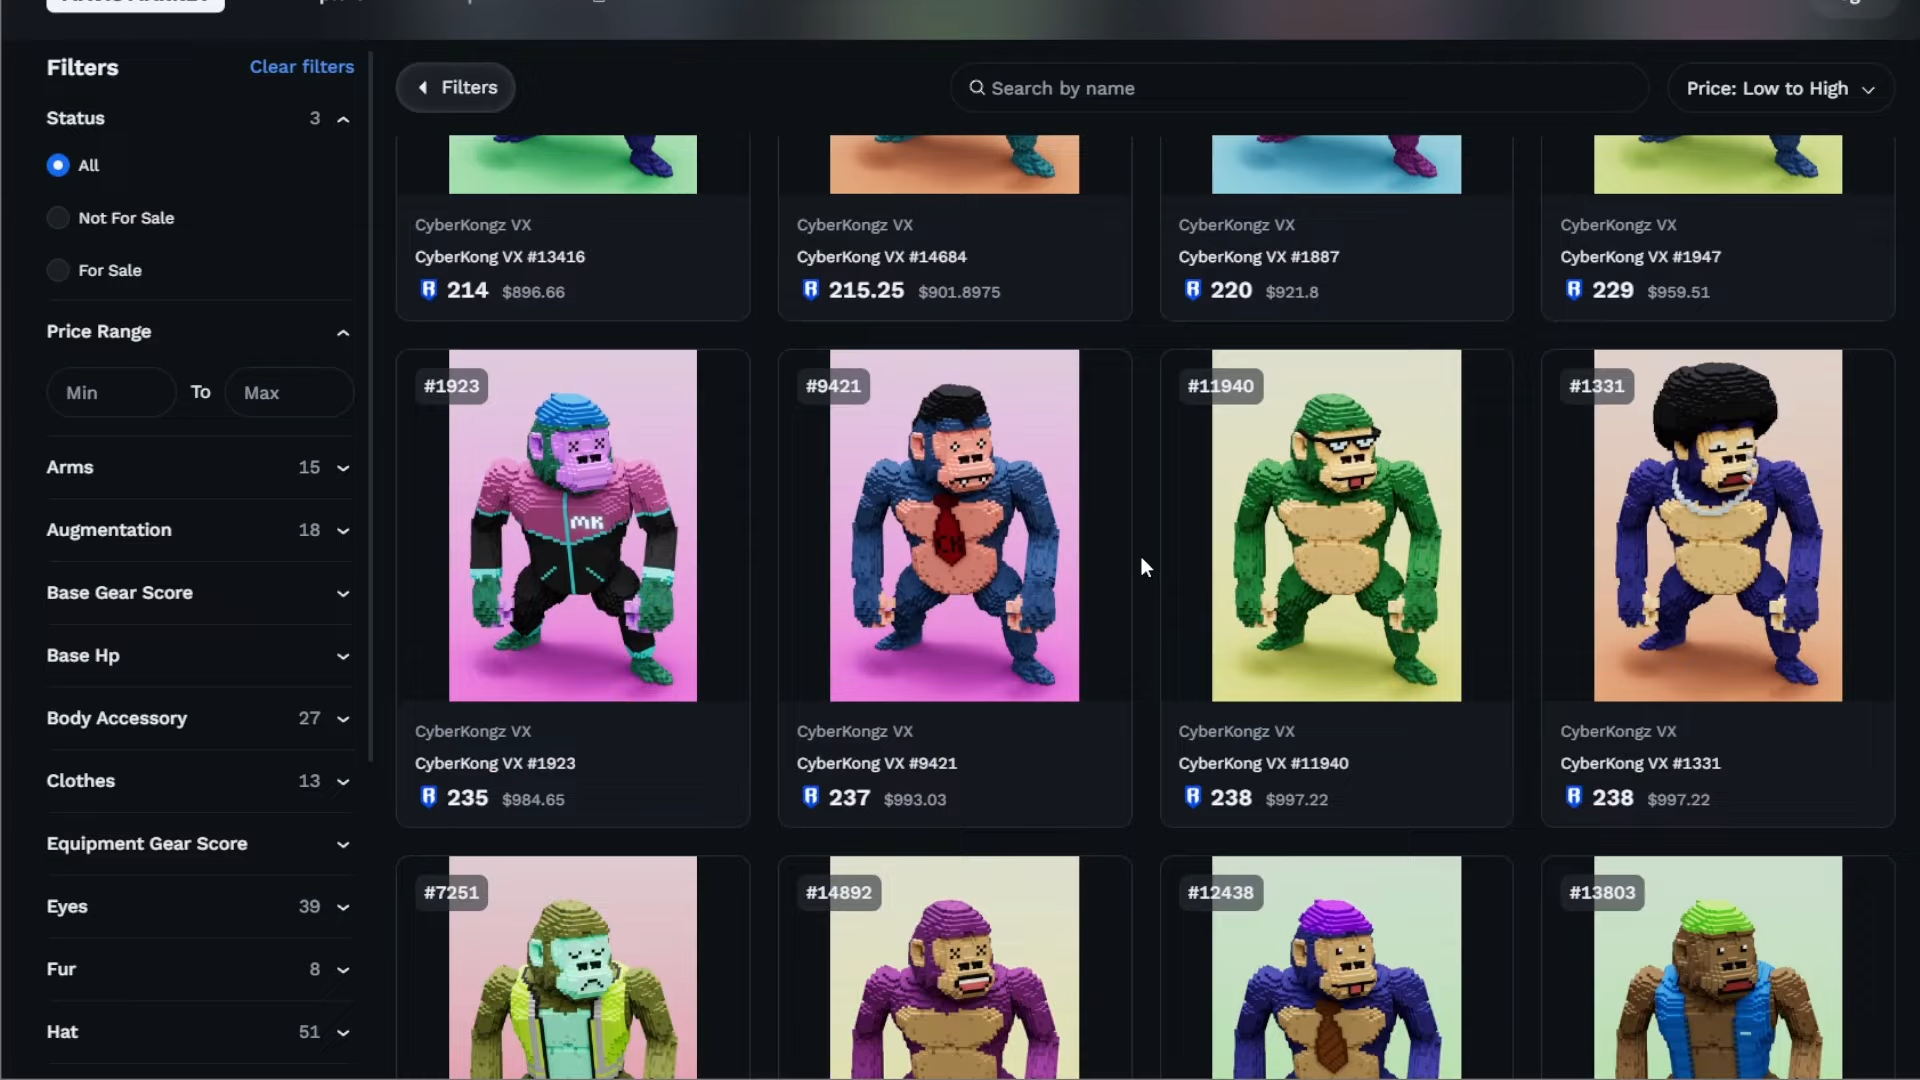 Filters
Clear filters
Filters
Search by name
Price: Low to High
Status 3
All
Not For Sale
For Sale
Price Range
Min To Max
Arms 15
Augmentation 18
Base Gear Score
Base Hp
Body Accessory 27
Clothes 13
Equipment Gear Score
Eyes 39
Fur 8
Hat 51
CyberKongz VX
CyberKong VX #13416
214 $896.66
CyberKongz VX
CyberKong VX #14684
215.25 $901.8975
CyberKongz VX
CyberKong VX #1887
220 $921.8
CyberKongz VX
CyberKong VX #1947
229 $959.51
#1923
MK
CyberKongz VX
CyberKong VX #1923
235 $984.65
#9421
CyberKongz VX
CyberKong VX #9421
237 $993.03
#11940
CyberKongz VX
CyberKong VX #11940
238 $997.22
#1331
CyberKongz VX
CyberKong VX #1331
238 $997.22
#7251
#14892
#12438
#13803